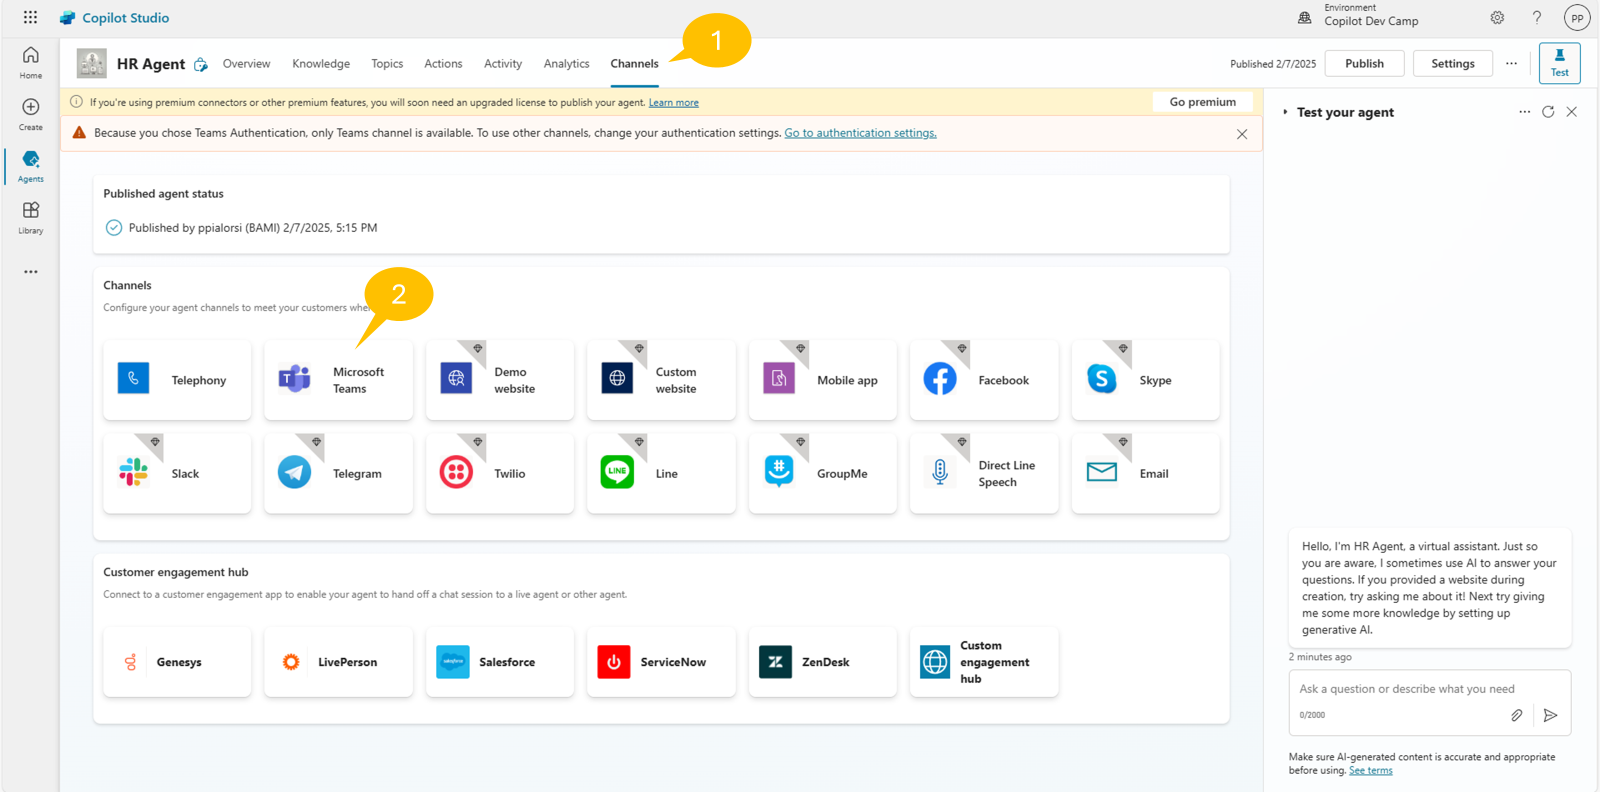 Copilot Studio
Environment
Copilot Dev Camp
?
PP
Home
Create
Agents
Library
HR Agent
Overview
Knowledge
Topics
Actions
Activity
Analytics
Channels
1
Published 2/7/2025
Publish
Settings
Test
If you're using premium connectors or other premium features, you will soon need an upgraded license to publish your agent. Learn more
Go premium
Because you chose Teams Authentication, only Teams channel is available. To use other channels, change your authentication settings. Go to authentication settings.
Published agent status
Published by ppialorsi (BAMI) 2/7/2025, 5:15 PM
Channels
Configure your agent channels to meet your customers
2
Telephony
T
Microsoft
Teams
Demo
website
Custom
website
Mobile app
Facebook
S
Skype
Slack
Telegram
Twilio
LINE
Line
#
GroupMe
Direct Line
Speech
Email
Customer engagement hub
Connect to a customer engagement app to enable your agent to hand off a chat session to a live agent or other agent.
Genesys
LivePerson
salesforce
Salesforce
ServiceNow
ZenDesk
Custom
engagement
hub
Test your agent
Hello, I'm HR Agent, a virtual assistant. Just so
you are aware, I sometimes use AI to answer your
questions. If you provided a website during
creation, try asking me about it! Next try giving
me some more knowledge by setting up
generative AI.
2 minutes ago
Ask a question or describe what you need
0/2000
Make sure AI-generated content is accurate and appropriate
before using. See terms